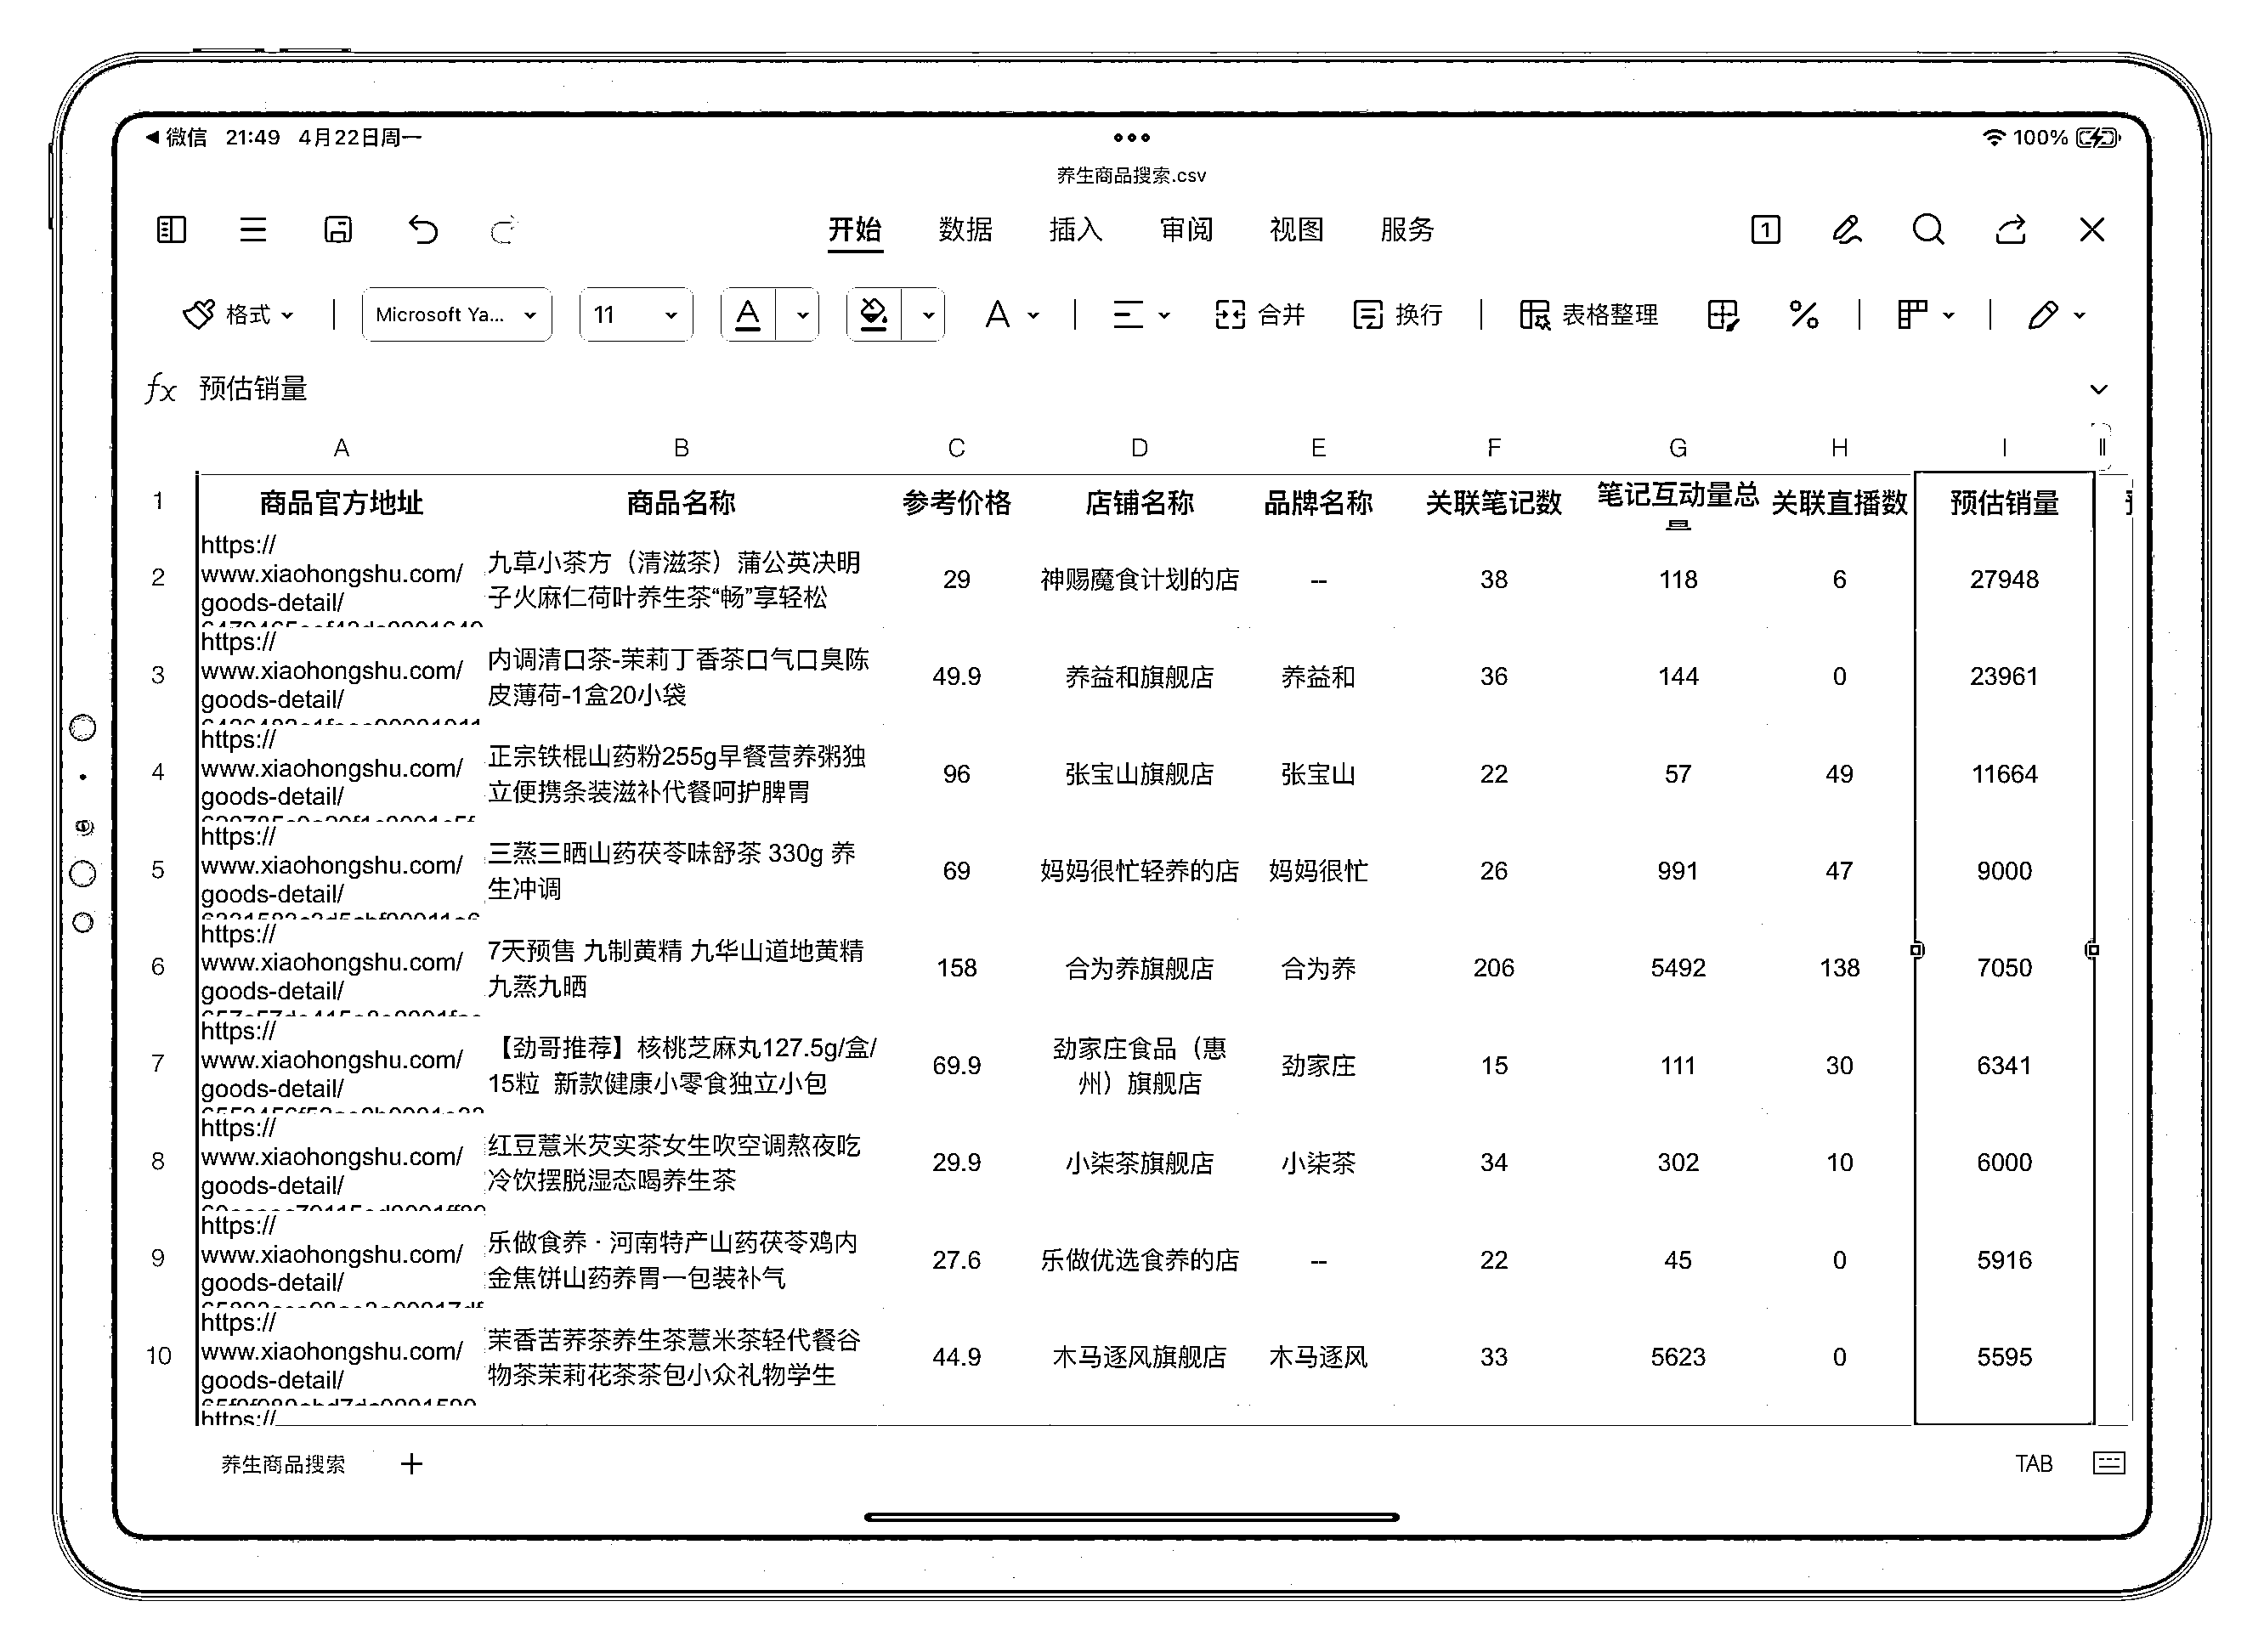 微信 21:49 4月22日周一 100%
养生商品搜索.csv
开始 数据 插入 审阅 视图 服务 1
格式 Microsoft Ya... 11 A A 合并 换行 表格整理 %
fx 预估销量
A B C D E F G H I
1 商品官方地址 商品名称 参考价格 店铺名称 品牌名称 关联笔记数 笔记互动量总 关联直播数 预估销量
https://
www.xiaohongshu.com/
goods-detail/
2 九草小茶方（清滋茶）蒲公英决明
子火麻仁荷叶养生茶“畅”享轻松
29 神赐魔食计划的店 -- 38 118 6 27948
https://
www.xiaohongshu.com/
goods-detail/
3 内调清口茶-茉莉丁香茶口气口臭陈
皮薄荷-1盒20小袋
49.9 养益和旗舰店 养益和 36 144 0 23961
https://
www.xiaohongshu.com/
goods-detail/
4 正宗铁棍山药粉255g早餐营养粥独
立便携条装滋补代餐呵护脾胃
96 张宝山旗舰店 张宝山 22 57 49 11664
https://
www.xiaohongshu.com/
goods-detail/
5 三蒸三晒山药茯苓味舒茶 330g 养
生冲调
69 妈妈很忙轻养的店 妈妈很忙 26 991 47 9000
https://
www.xiaohongshu.com/
goods-detail/
6 7天预售 九制黄精 九华山道地黄精
九蒸九晒
158 合为养旗舰店 合为养 206 5492 138 7050
https://
www.xiaohongshu.com/
goods-detail/
7 【劲哥推荐】核桃芝麻丸127.5g/盒/
15粒 新款健康小零食独立小包
69.9 劲家庄食品（惠
州）旗舰店
劲家庄 15 111 30 6341
https://
www.xiaohongshu.com/
goods-detail/
8 红豆薏米芡实茶女生吹空调熬夜吃
冷饮摆脱湿态喝养生茶
29.9 小柒茶旗舰店 小柒茶 34 302 10 6000
https://
www.xiaohongshu.com/
goods-detail/
9 乐做食养 · 河南特产山药茯苓鸡内
金焦饼山药养胃一包装补气
27.6 乐做优选食养的店 -- 22 45 0 5916
https://
www.xiaohongshu.com/
goods-detail/
10 茉香苦荞茶养生茶薏米茶轻代餐谷
物茶茉莉花茶茶包小众礼物学生
44.9 木马逐风旗舰店 木马逐风 33 5623 0 5595
https://
养生商品搜索 + TAB